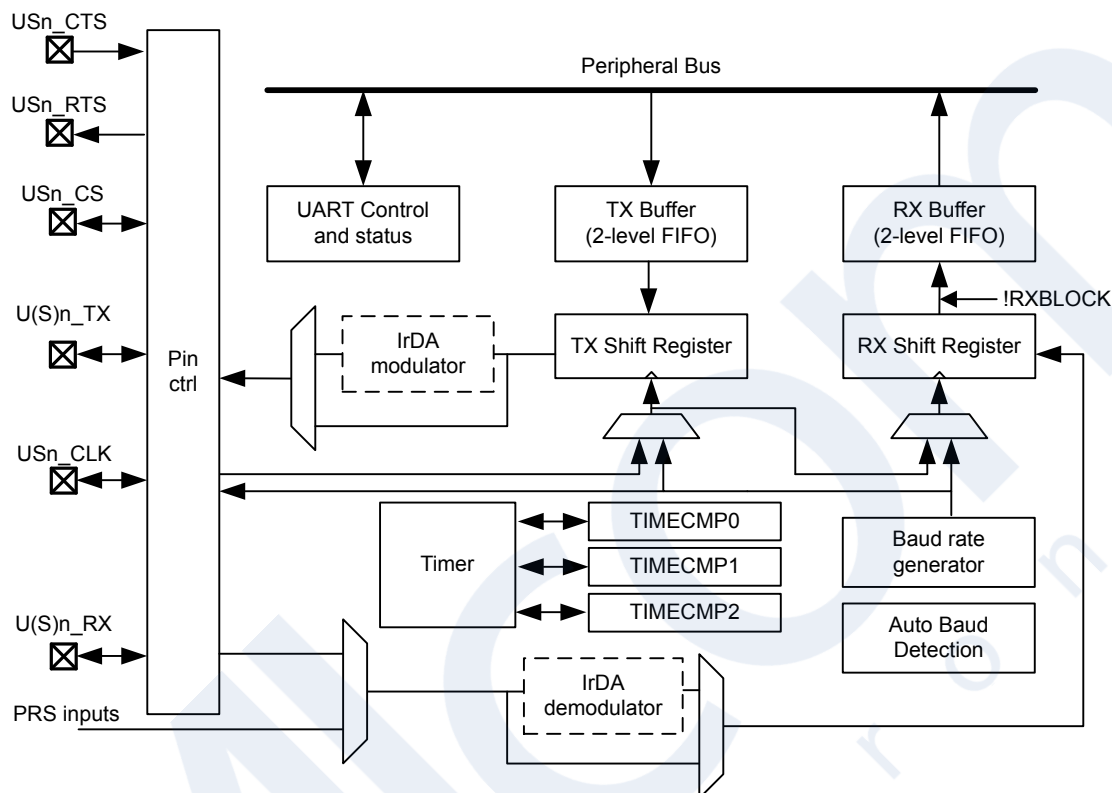 USn_CTS
Peripheral Bus
USn_RTS
USn_CS
UART Control
and status
TX Buffer
(2-level FIFO)
RX Buffer
(2-level FIFO)
!RXBLOCK
U(S)n_TX
Pin
ctrl
IrDA
modulator
TX Shift Register
RX Shift Register
USn_CLK
Timer
TIMECMP0
TIMECMP1
TIMECMP2
Baud rate
generator
Auto Baud
Detection
U(S)n_RX
PRS inputs
IrDA
demodulator